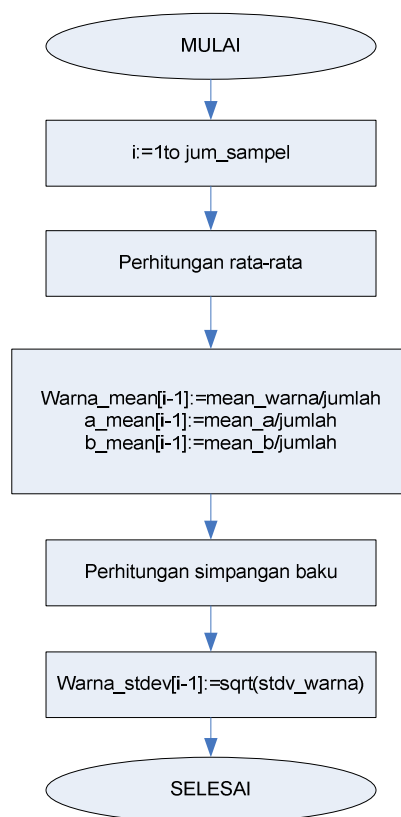 MULAI
i:=1to jum_sampel
Perhitungan rata-rata
Warna_mean[i-1]:=mean_warna/jumlah
a_mean[i-1]:=mean_a/jumlah
b_mean[i-1]:=mean_b/jumlah
Perhitungan simpangan baku
Warna_stdev[i-1]:=sqrt(stdv_warna)
SELESAI